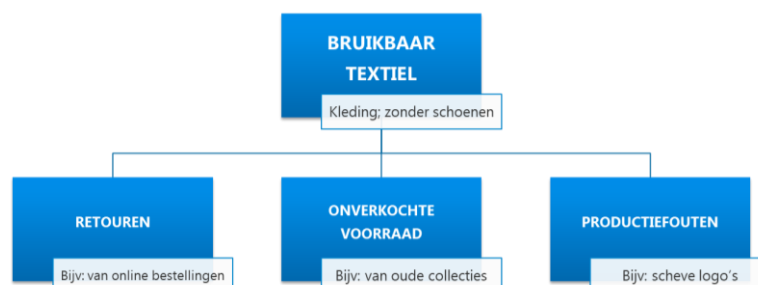 BRUIKBAAR
TEXTIEL
Kleding; zonder schoenen
RETOUREN
Bijv: van online bestellingen
ONVERKOCHTE
VOORRAAD
Bijv: van oude collecties
PRODUCTIEFOUTEN
Bijv: scheve logo’s